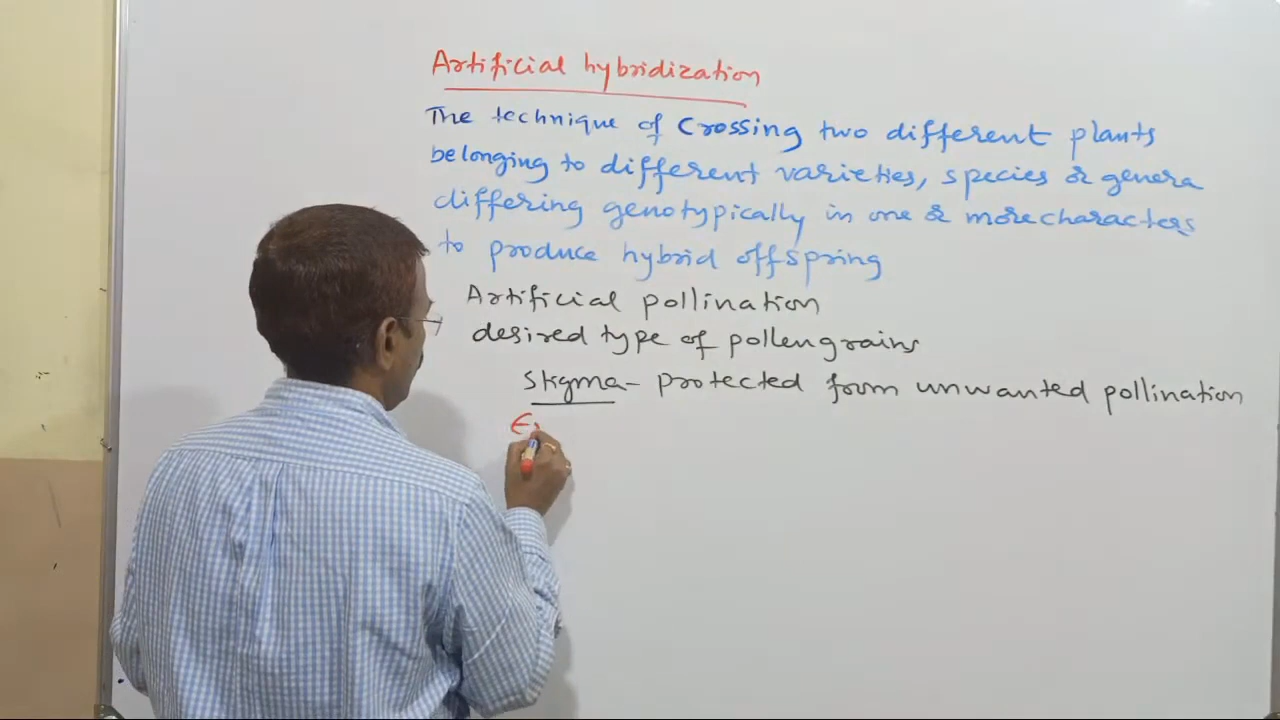 Artificial hybridization
The technique of Crossing two different plants
belonging to different varieties, species & genera
differing genotypically in one & more characters
to produce hybrid offspring
Artificial pollination
desired type of pollengrains
Stigma- protected from unwanted pollination